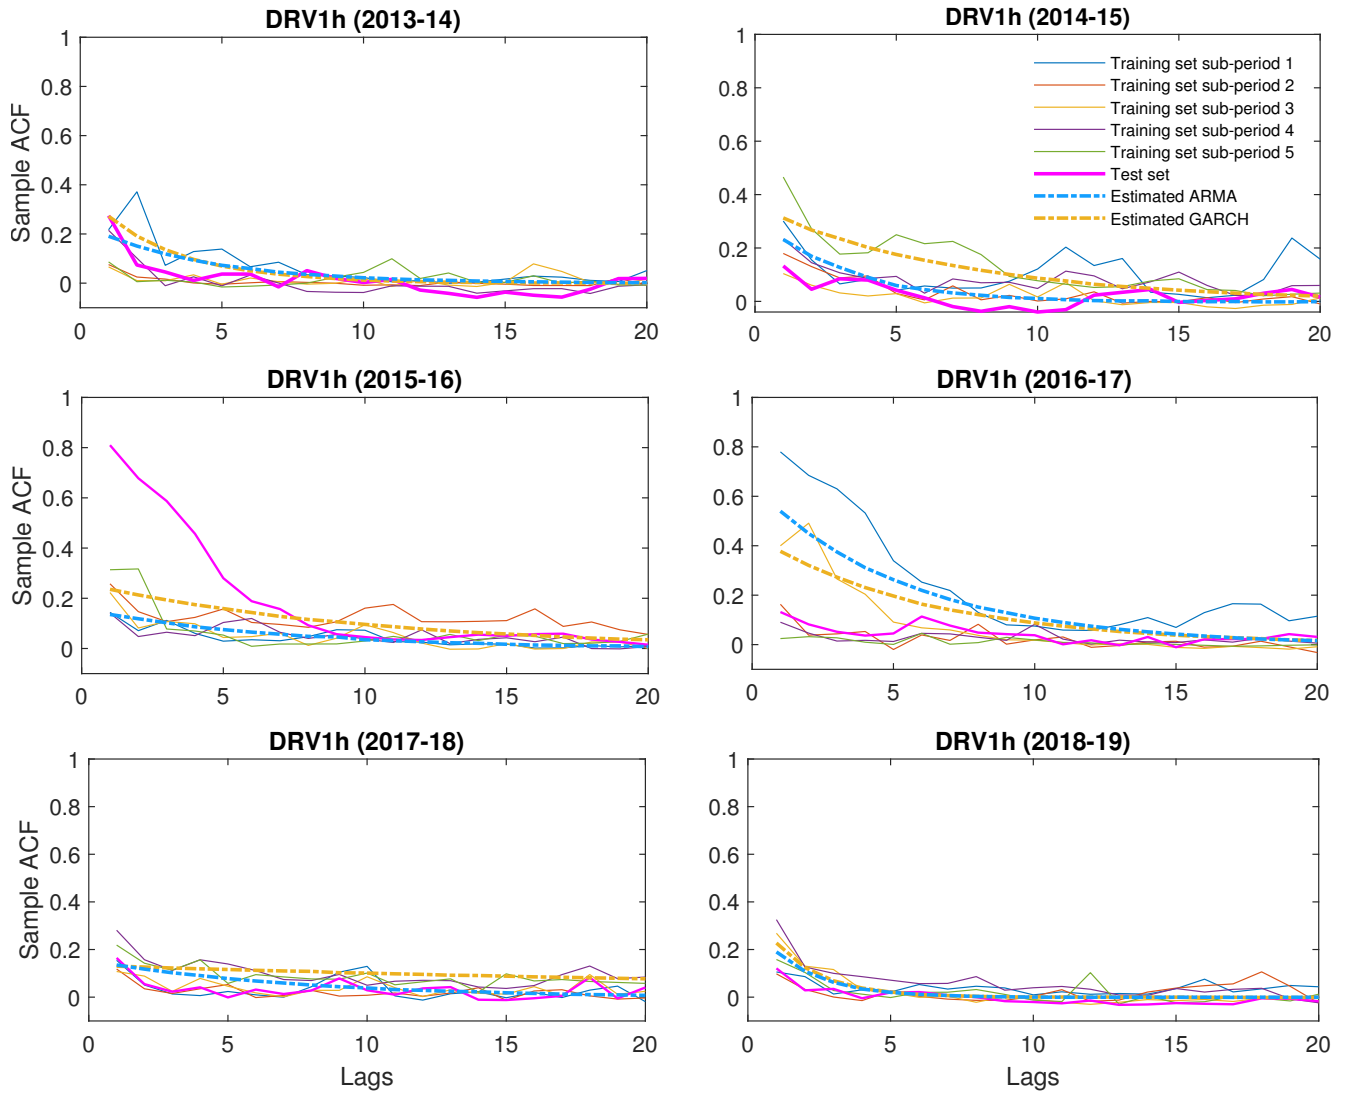 DRV1h (2013-14)
1
0.8
0.6
0.4
0.2
0
0 5 10 15 20
Sample ACF
DRV1h (2014-15)
1
0.8
0.6
0.4
0.2
0
0 5 10 15 20
Training set sub-period 1
Training set sub-period 2
Training set sub-period 3
Training set sub-period 4
Training set sub-period 5
Test set
Estimated ARMA
Estimated GARCH
DRV1h (2015-16)
1
0.8
0.6
0.4
0.2
0
0 5 10 15 20
Sample ACF
DRV1h (2016-17)
1
0.8
0.6
0.4
0.2
0
0 5 10 15 20
DRV1h (2017-18)
1
0.8
0.6
0.4
0.2
0
0 5 10 15 20
Sample ACF
Lags
DRV1h (2018-19)
1
0.8
0.6
0.4
0.2
0
0 5 10 15 20
Lags